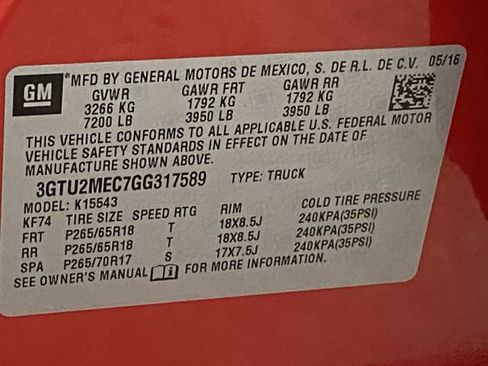 GM
*MFD BY GENERAL MOTORS DE MEXICO, S. DE R.L. DE C.V. 05/16
GVWR GAWR FRT GAWR RR
3266 KG 1792 KG 1792 KG
7200 LB 3950 LB 3950 LB
THIS VEHICLE CONFORMS TO ALL APPLICABLE U.S. FEDERAL MOTOR
VEHICLE SAFETY STANDARDS IN EFFECT ON THE DATE OF
MANUFACTURE SHOWN ABOVE.
3GTU2MEC7GG317589 TYPE: TRUCK
MODEL: K15543
KF74 TIRE SIZE SPEED RTG RIM COLD TIRE PRESSURE
FRT P265/65R18 T 18X8.5J 240KPA(35PSI)
RR P265/65R18 T 18X8.5J 240KPA(35PSI)
SPA P265/70R17 S 17X7.5J 240KPA(35PSI)
SEE OWNER'S MANUAL FOR MORE INFORMATION.